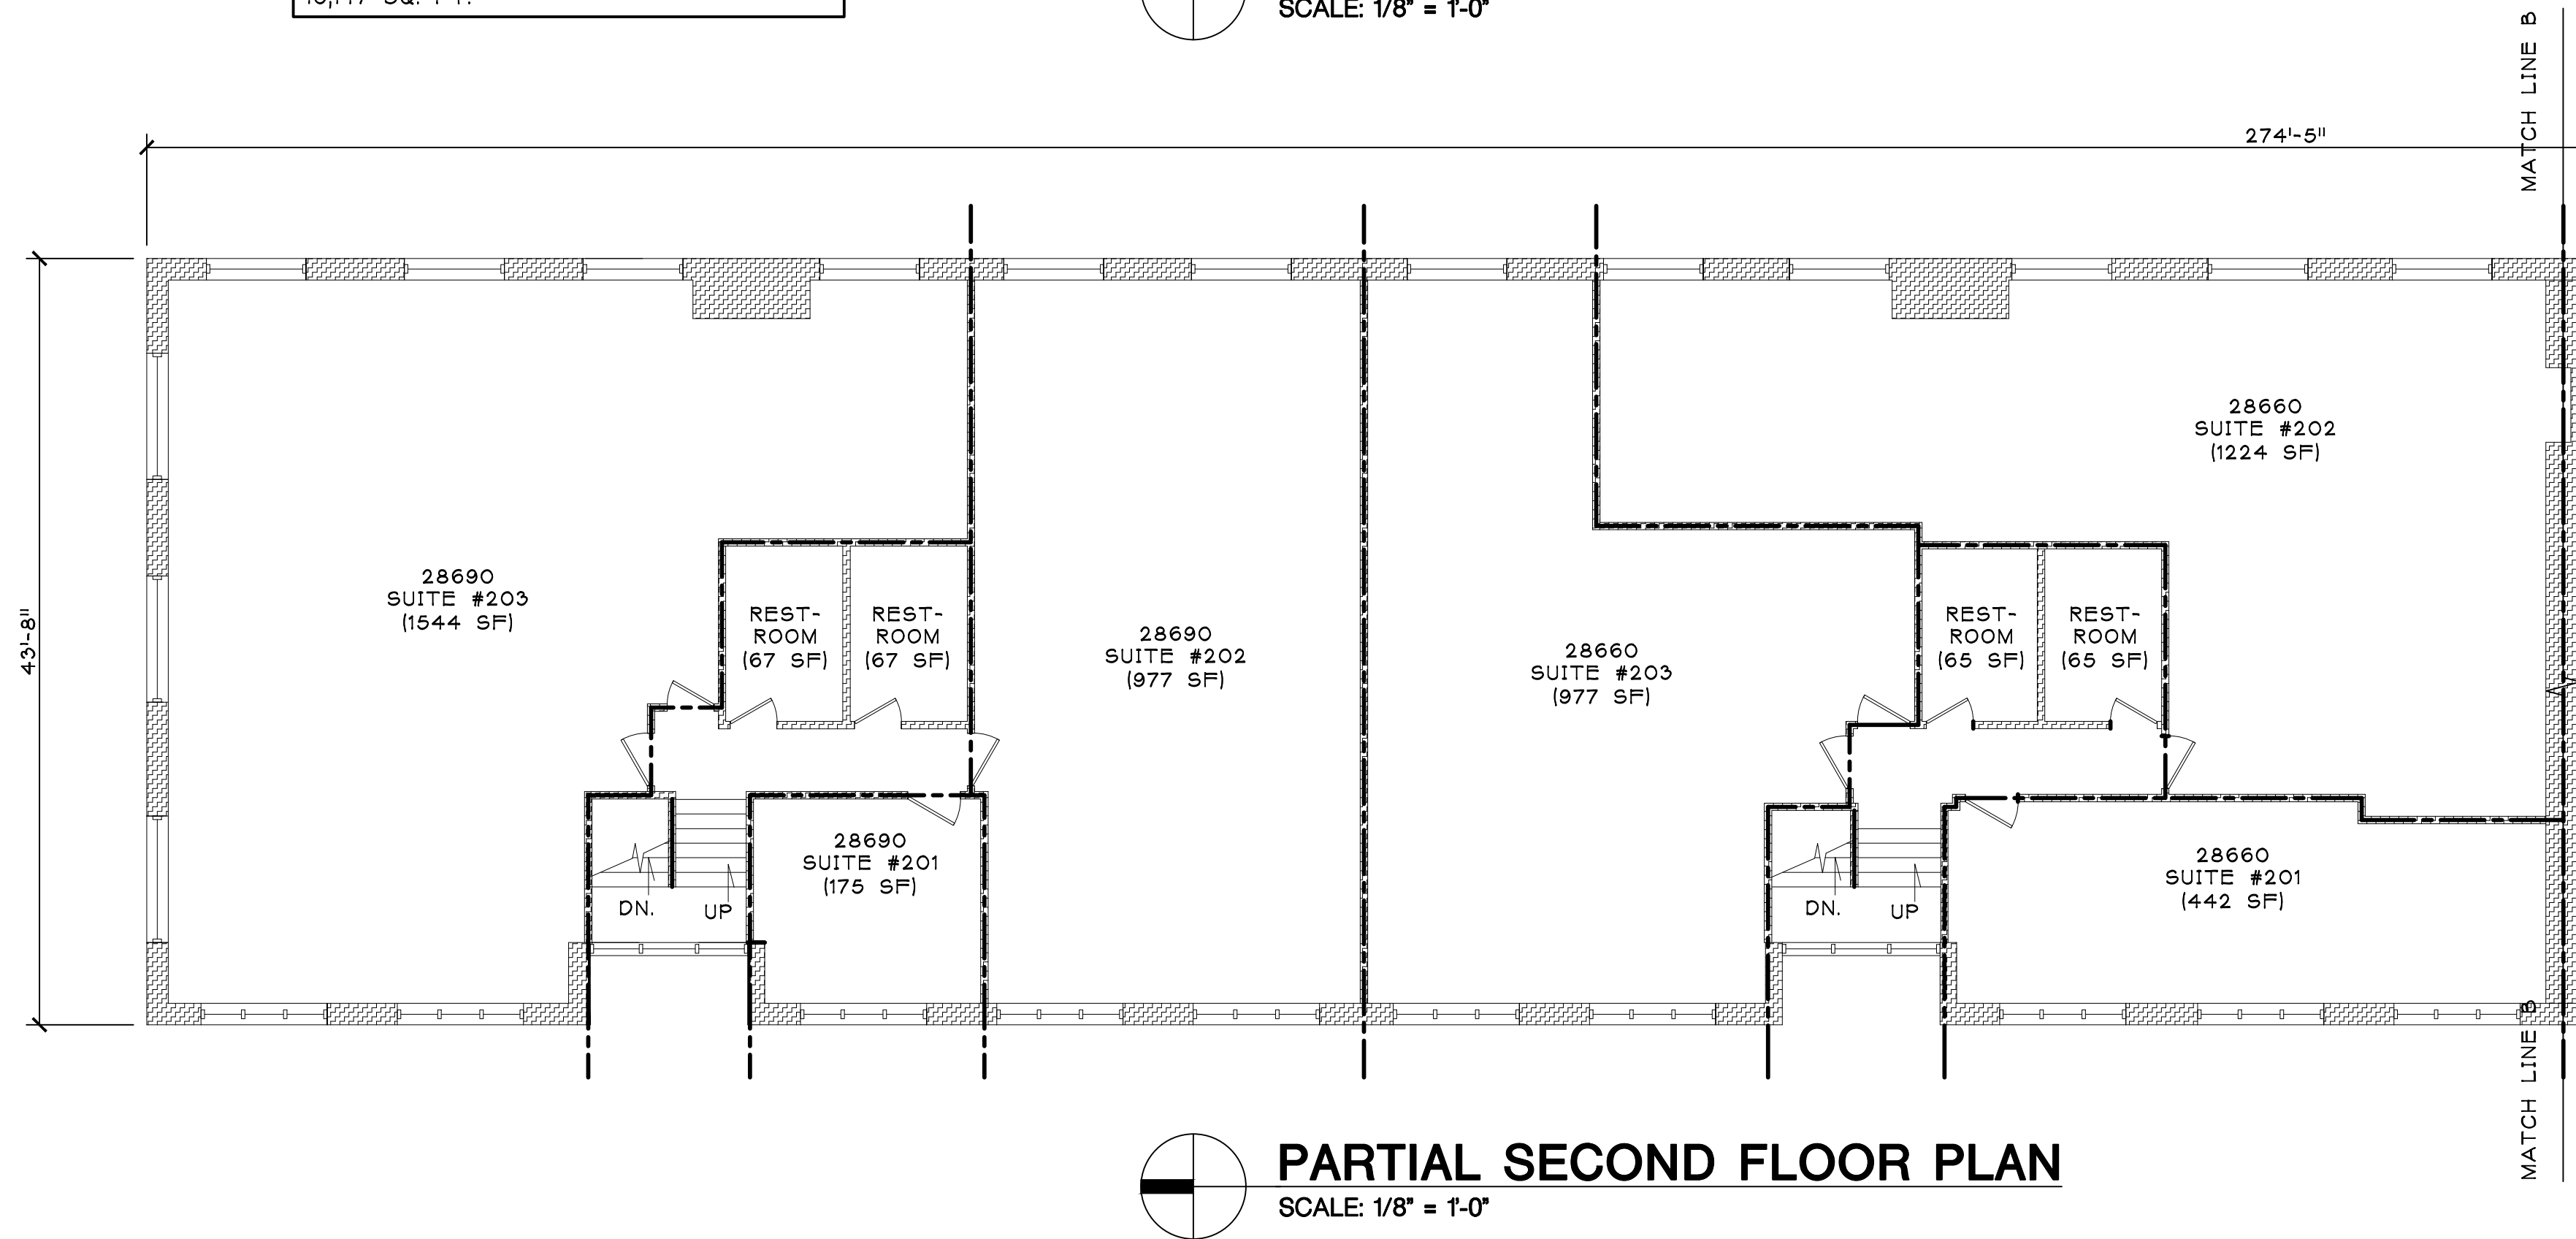 SCALE: 1/8" = 1'-0"
MATCH LINE B
274'-5"
43'-8"
28690
SUITE #203
(1544 SF)
REST-
ROOM
(67 SF)
REST-
ROOM
(67 SF)
28690
SUITE #202
(977 SF)
28660
SUITE #203
(977 SF)
28660
SUITE #202
(1224 SF)
REST-
ROOM
(65 SF)
REST-
ROOM
(65 SF)
28690
SUITE #201
(175 SF)
DN.
UP
DN.
UP
28660
SUITE #201
(442 SF)
MATCH LINE B
PARTIAL SECOND FLOOR PLAN
SCALE: 1/8" = 1'-0"